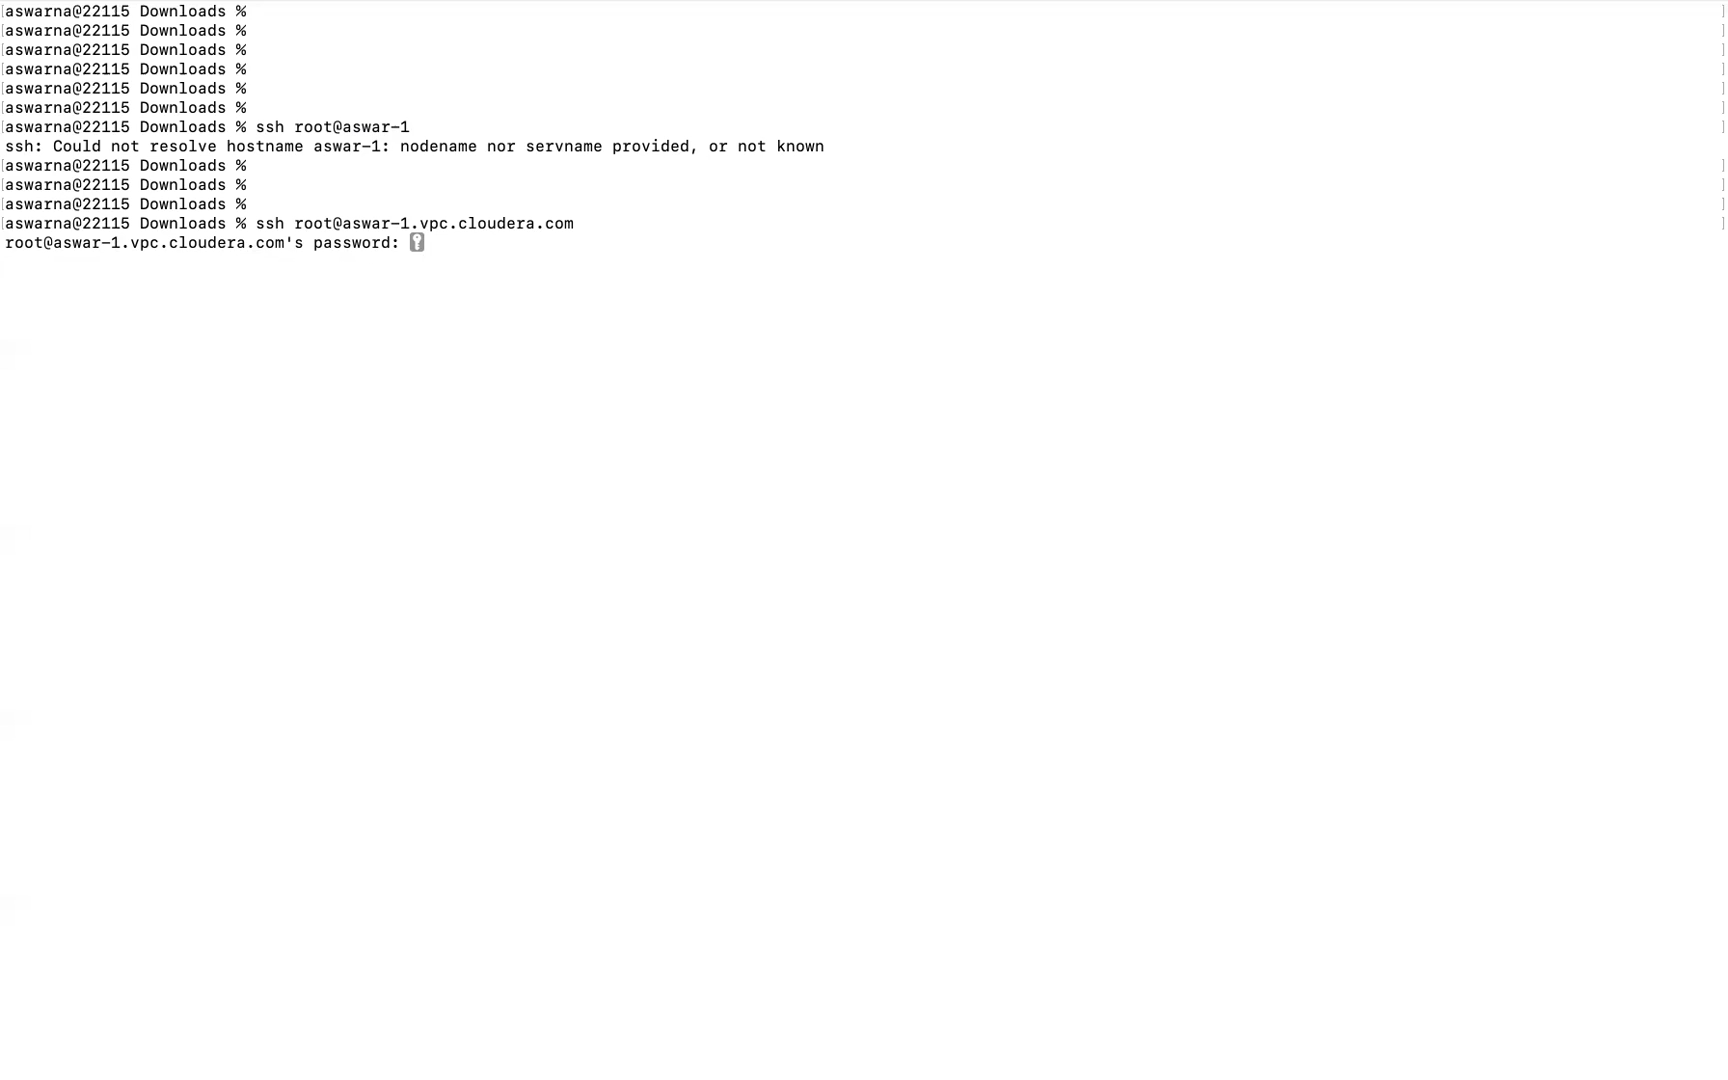 [aswarna@22115 Downloads % ]
[aswarna@22115 Downloads % ]
[aswarna@22115 Downloads % ]
[aswarna@22115 Downloads % ]
[aswarna@22115 Downloads % ]
[aswarna@22115 Downloads % ]
[aswarna@22115 Downloads % ssh root@aswar-1 ]
ssh: Could not resolve hostname aswar-1: nodename nor servname provided, or not known
[aswarna@22115 Downloads % ]
[aswarna@22115 Downloads % ]
[aswarna@22115 Downloads % ]
[aswarna@22115 Downloads % ssh root@aswar-1.vpc.cloudera.com ]
root@aswar-1.vpc.cloudera.com's password: